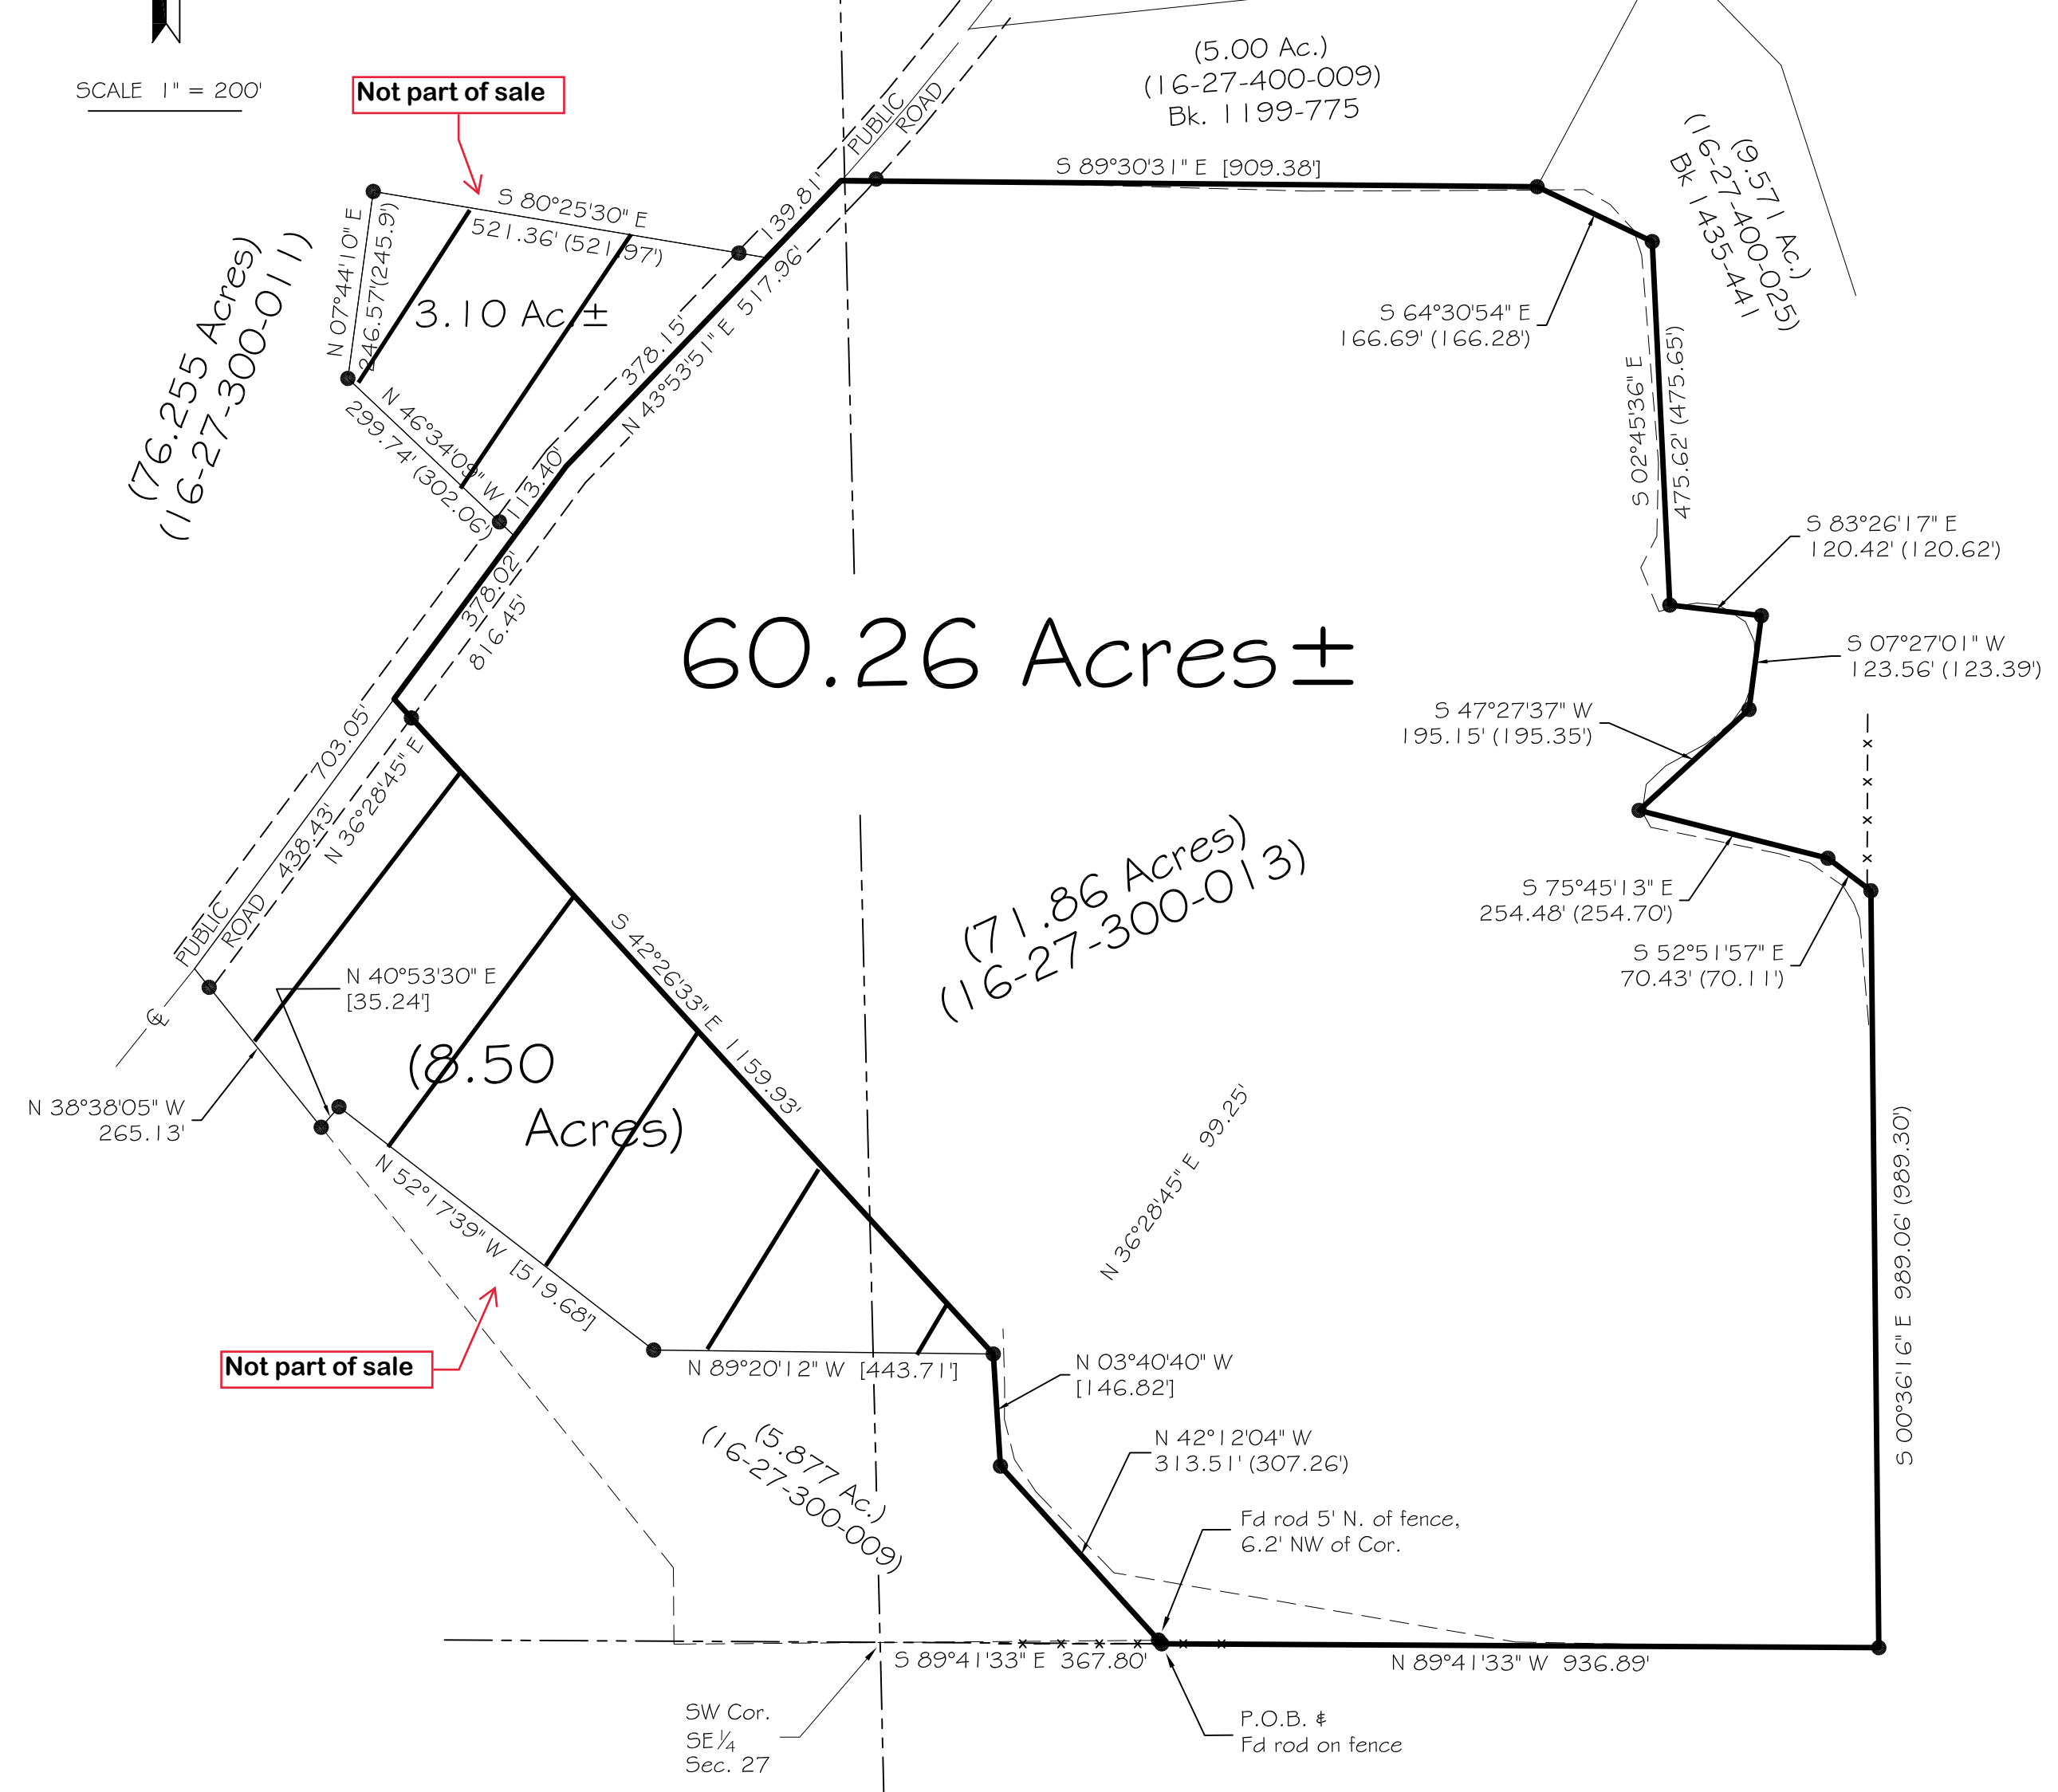 SCALE 1" = 200'
Not part of sale
(5.00 Ac.)
(16-27-400-009)
Bk. 1199-775
PUBLIC
ROAD
S 89°30'31" E [909.38']
(9.571 Ac.)
(16-27-400-025)
Bk 1435-441
S 80°25'30" E
521.36' (521.97')
N 07°44'10" E
246.57'(245.9')
3.10 Ac.±
139.81'
378.15'
N 43°53'51" E 517.96'
(76.255 Acres)
(16-27-300-011)
N 46°34'09" W
299.74' (302.06')
113.40'
S 64°30'54" E
166.69' (166.28')
S 02°45'36" E
475.62' (475.65')
S 83°26'17" E
120.42' (120.62')
S 07°27'01" W
123.56' (123.39')
S 47°27'37" W
195.15' (195.35')
60.26 Acres±
378.02'
816.45'
703.05'
438.43'
N 36°28'45" E
PUBLIC
ROAD
℄
(71.86 Acres)
(16-27-300-013)
S 75°45'13" E
254.48' (254.70')
S 52°51'57" E
70.43' (70.11')
S 42°26'33" E 1159.93'
N 40°53'30" E
[35.24']
(8.50
Acres)
N 38°38'05" W
265.13'
N 36°28'45" E 99.25'
N 52°17'39" W [519.68']
Not part of sale
N 89°20'12" W [443.71']
N 03°40'40" W
[146.82']
S 00°36'16" E 989.06' (989.30')
N 42°12'04" W
313.51' (307.26')
(5.877 Ac.)
(16-27-300-009)
Fd rod 5' N. of fence,
6.2' NW of Cor.
S 89°41'33" E 367.80'
N 89°41'33" W 936.89'
SW Cor.
SE¼
Sec. 27
P.O.B. &
Fd rod on fence